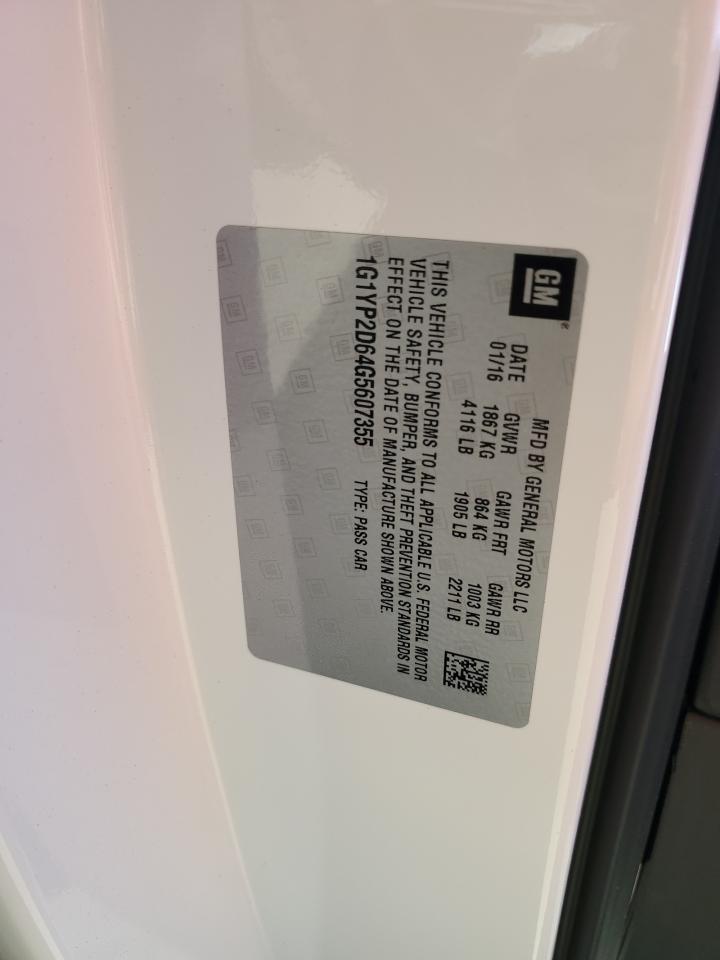 GM®
MFD BY GENERAL MOTORS LLC
DATE GVWR GAWR FRT GAWR RR
01/16 1867 KG 864 KG 1003 KG
4116 LB 1905 LB 2211 LB
THIS VEHICLE CONFORMS TO ALL APPLICABLE U.S. FEDERAL MOTOR
VEHICLE SAFETY, BUMPER, AND THEFT PREVENTION STANDARDS IN
EFFECT ON THE DATE OF MANUFACTURE SHOWN ABOVE.
1G1YP2D64G5607355 TYPE: PASS CAR